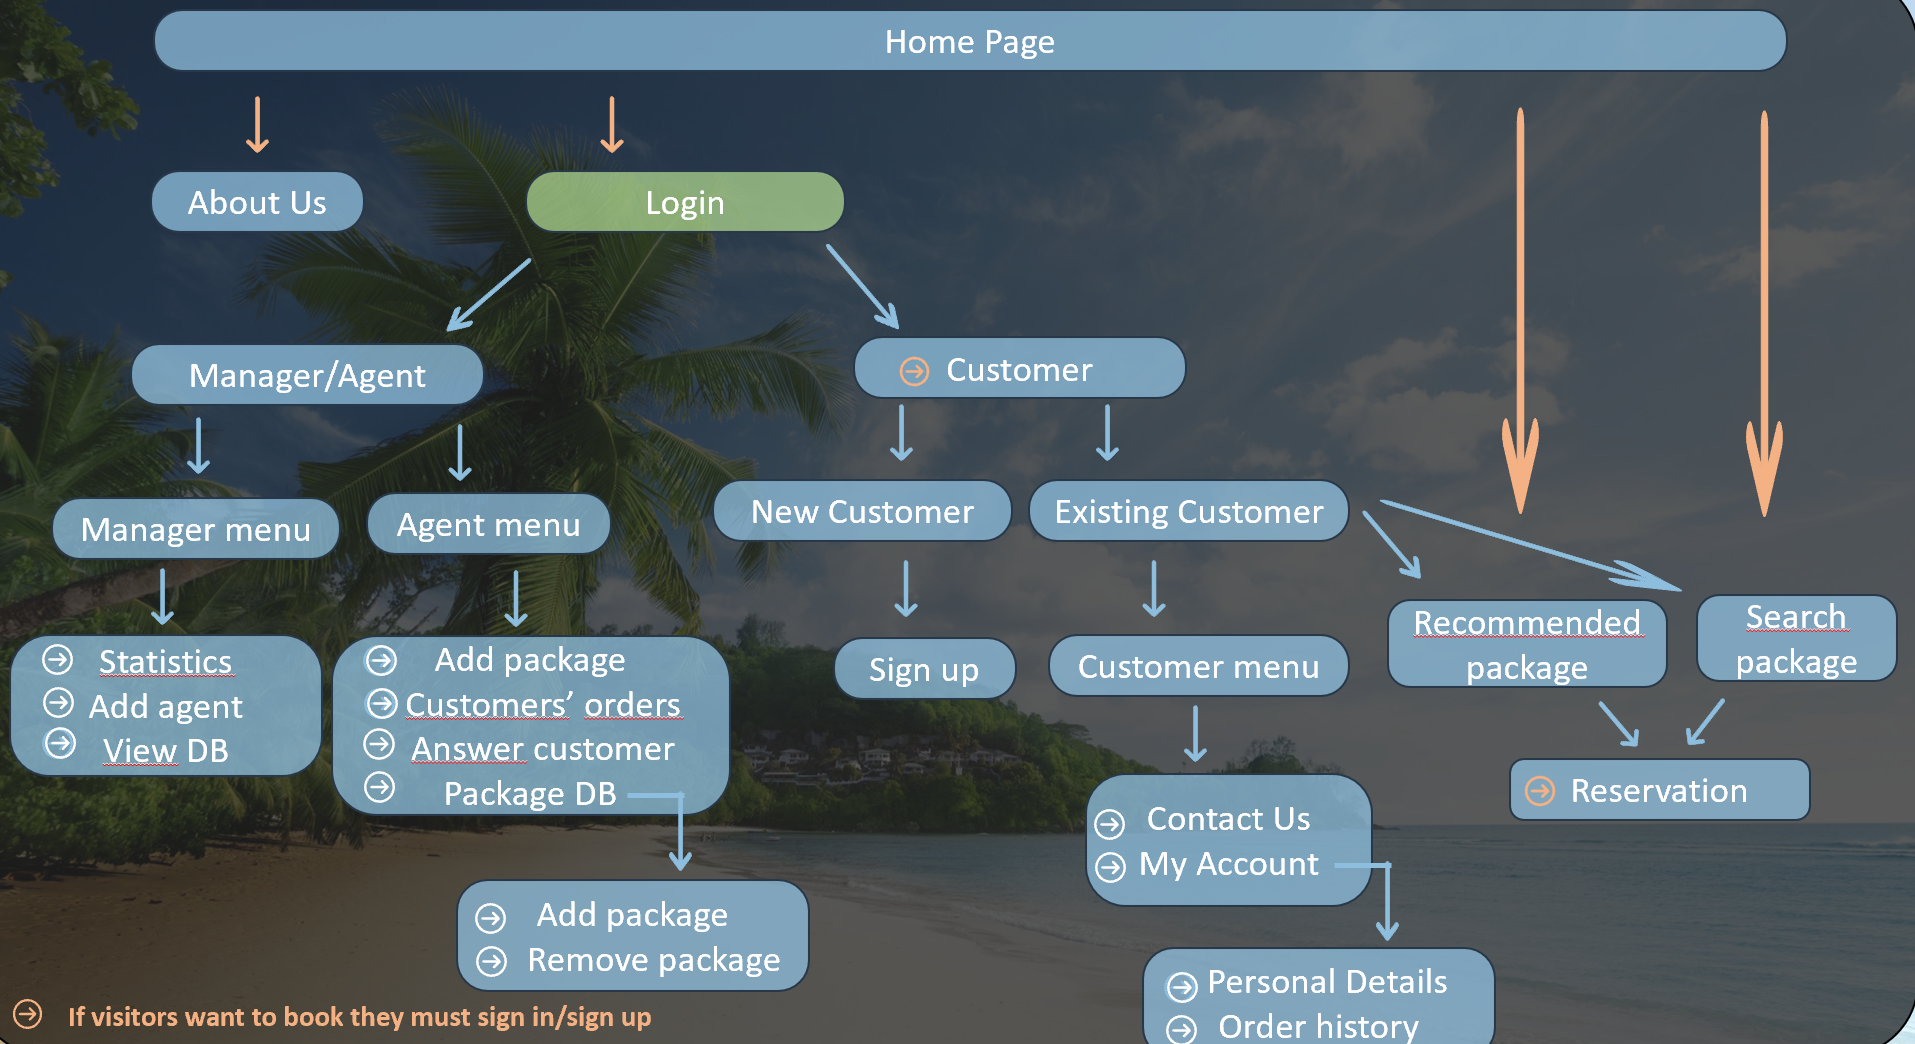 Home Page
About Us
Login
Manager/Agent
Customer
Manager menu
Agent menu
New Customer
Existing Customer
Recommended
package
Search
package
Statistics
Add agent
View DB
Add package
Customers’ orders
Answer customer
Package DB
Sign up
Customer menu
Reservation
Contact Us
My Account
Add package
Remove package
Personal Details
Order history
If visitors want to book they must sign in/sign up